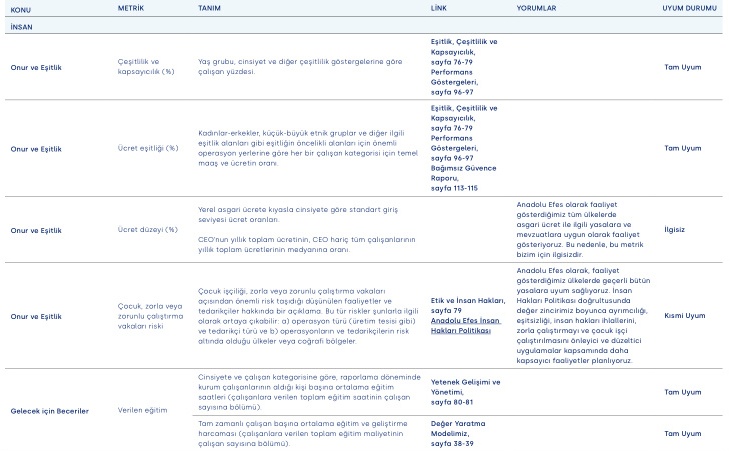 KONU METRİK TANIM LİNK YORUMLAR UYUM DURUMU
İNSAN
Onur ve Eşitlik
Çeşitlilik ve
kapsayıcılık (%)
Yaş grubu, cinsiyet ve diğer çeşitlilik göstergelerine göre
çalışan yüzdesi.
Eşitlik, Çeşitlilik ve
Kapsayıcılık,
sayfa 76-79
Performans
Göstergeleri,
sayfa 96-97
Tam Uyum
Onur ve Eşitlik
Ücret eşitliği (%)
Kadınlar-erkekler, küçük-büyük etnik gruplar ve diğer ilgili
eşitlik alanları gibi eşitliğin öncelikli alanları için önemli
operasyon yerlerine göre her bir çalışan kategorisi için temel
maaş ve ücretin oranı.
Eşitlik, Çeşitlilik ve
Kapsayıcılık,
sayfa 76-79
Performans
Göstergeleri,
sayfa 96-97
Bağımsız Güvence
Raporu,
sayfa 113-115
Tam Uyum
Onur ve Eşitlik
Ücret düzeyi (%)
Yerel asgari ücrete kıyasla cinsiyete göre standart giriş
seviyesi ücret oranları.
CEO'nun yıllık toplam ücretinin, CEO hariç tüm çalışanlarının
yıllık toplam ücretlerinin medyanına oranı.
Anadolu Efes olarak faaliyet
gösterdiğimiz tüm ülkelerde
asgari ücret ile ilgili yasalara ve
mevzuatlara uygun olarak faaliyet
gösteriyoruz. Bu nedenle, bu metrik
bizim için ilgisizdir.
İlgisiz
Onur ve Eşitlik
Çocuk, zorla veya
zorunlu çalıştırma
vakaları riski
Çocuk işçiliği, zorla veya zorunlu çalıştırma vakaları
açısından önemli risk taşıdığı düşünülen faaliyetler ve
tedarikçiler hakkında bir açıklama. Bu tür riskler şunlarla ilgili
olarak ortaya çıkabilir: a) operasyon türü (üretim tesisi gibi)
ve tedarikçi türü ve b) operasyonların ve tedarikçilerin risk
altında olduğu ülkeler veya coğrafi bölgeler.
Etik ve İnsan Hakları,
sayfa 79
Anadolu Efes İnsan
Hakları Politikası
Anadolu Efes olarak, faaliyet
gösterdiğimiz ülkelerde geçerli bütün
yasalara uyum sağlıyoruz. İnsan
Hakları Politikası doğrultusunda
değer zincirimiz boyunca ayrımcılığı,
eşitsizliği, insan hakları ihlallerini,
zorla çalıştırmayı ve çocuk işçi
çalıştırılmasını önleyici ve düzeltici
uygulamalar kapsamında daha
kapsayıcı faaliyetler planlıyoruz.
Kısmi Uyum
Gelecek için Beceriler
Verilen eğitim
Cinsiyete ve çalışan kategorisine göre, raporlama döneminde
kurum çalışanlarının aldığı kişi başına ortalama eğitim
saatleri (çalışanlara verilen toplam eğitim saatinin çalışan
sayısına bölümü).
Yetenek Gelişimi ve
Yönetimi,
sayfa 80-81
Tam Uyum
Tam zamanlı çalışan başına ortalama eğitim ve geliştirme
harcaması (çalışanlara verilen toplam eğitim maliyetinin
çalışan sayısına bölümü).
Değer Yaratma
Modelimiz,
sayfa 38-39
Tam Uyum